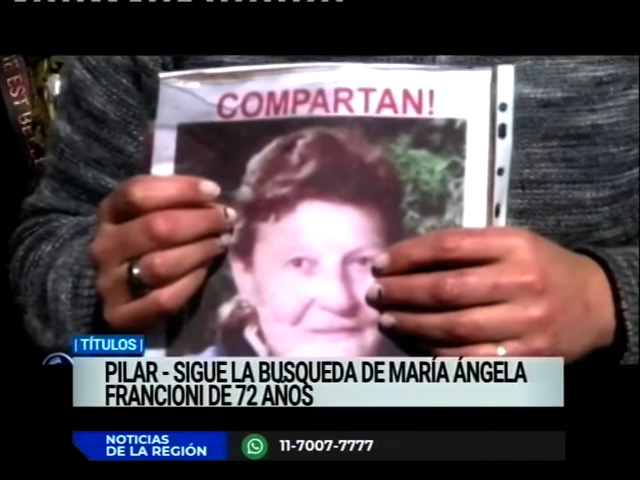 COMPARTAN!
| TÍTULOS |
PILAR - SIGUE LA BUSQUEDA DE MARÍA ÁNGELA
FRANCIONI DE 72 AÑOS
NOTICIAS
DE LA REGIÓN
11-7007-7777